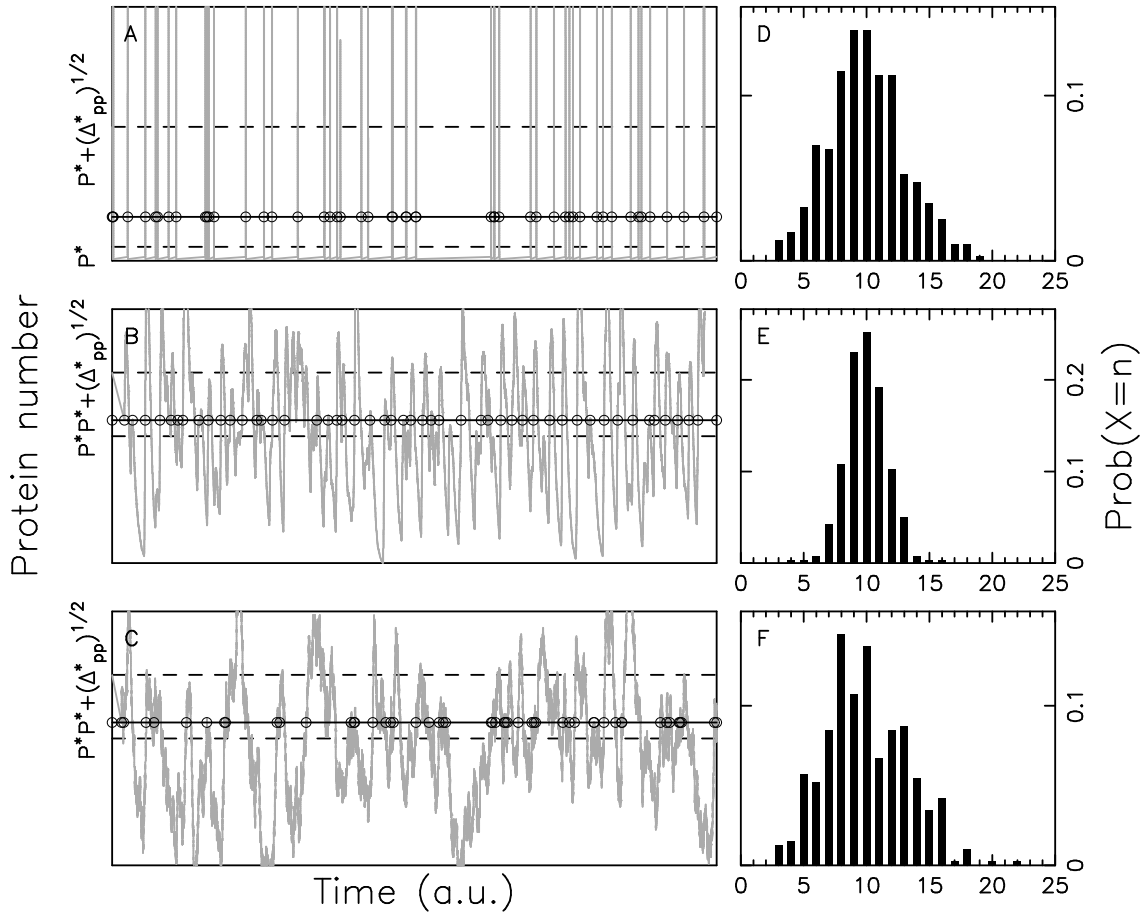 Protein number
P* P*+(Δ*pp)1/2
A
D
0 0.1
0 5 10 15 20 25
P*P*+(Δ*pp)1/2
B
E
0 0.1 0.2
0 5 10 15 20 25
Prob(X=n)
P*P*+(Δ*pp)1/2
C
F
0 0.1
0 5 10 15 20 25
Time (a.u.)